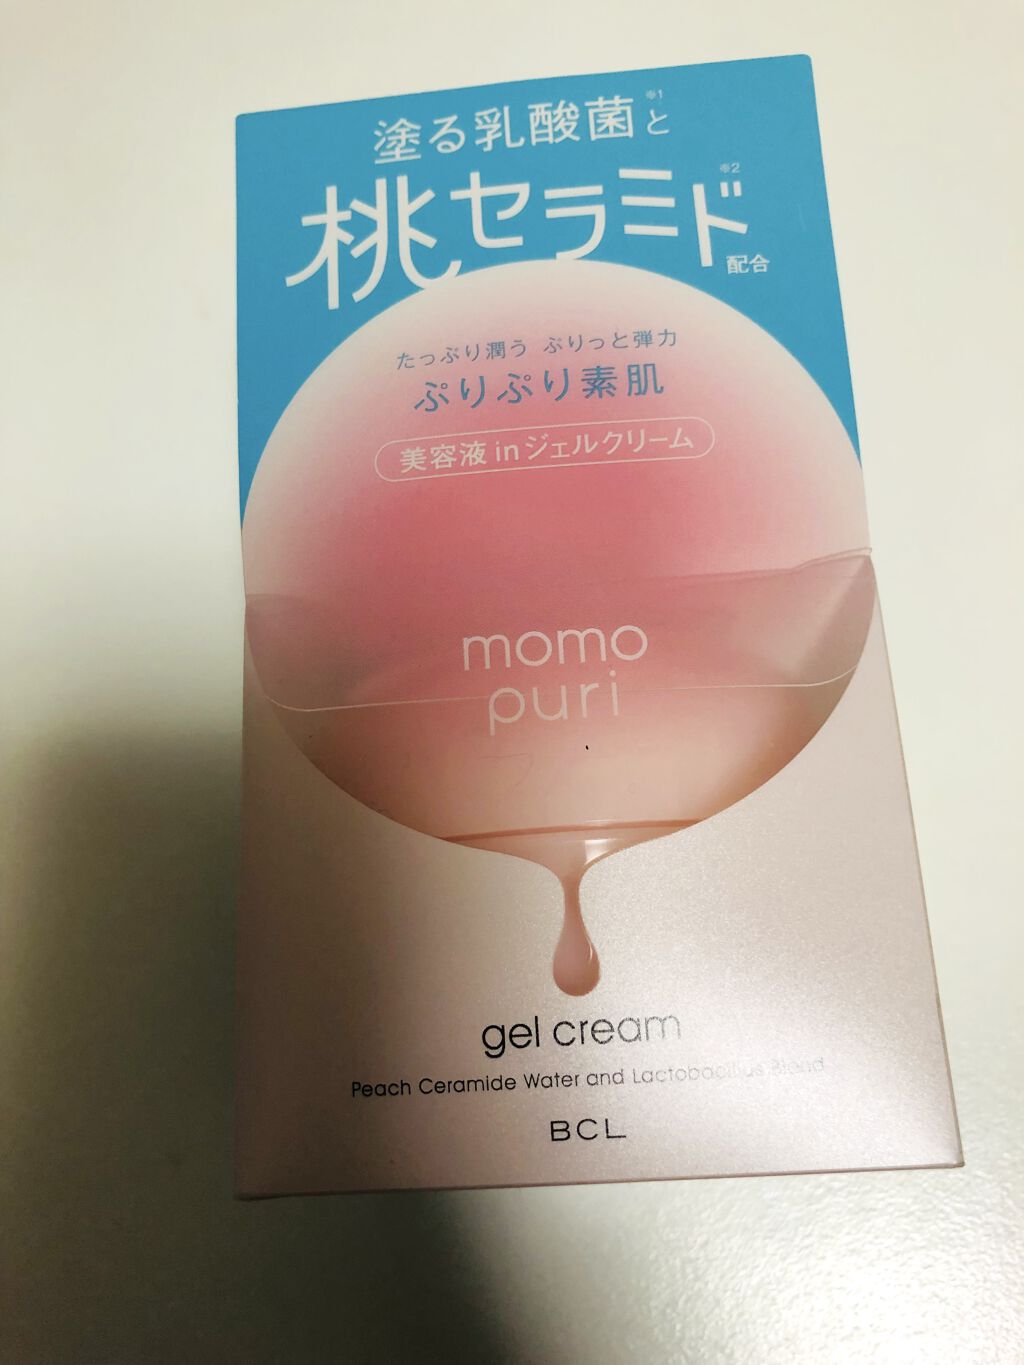 塗る乳酸菌※1と
桃セラミド※2
配合
たっぷり潤う ぷりっと弾力
ぷりぷり素肌
美容液inジェルクリーム
momo
puri
gel cream
Peach Ceramide Water and Lactobacillus Blend
BCL